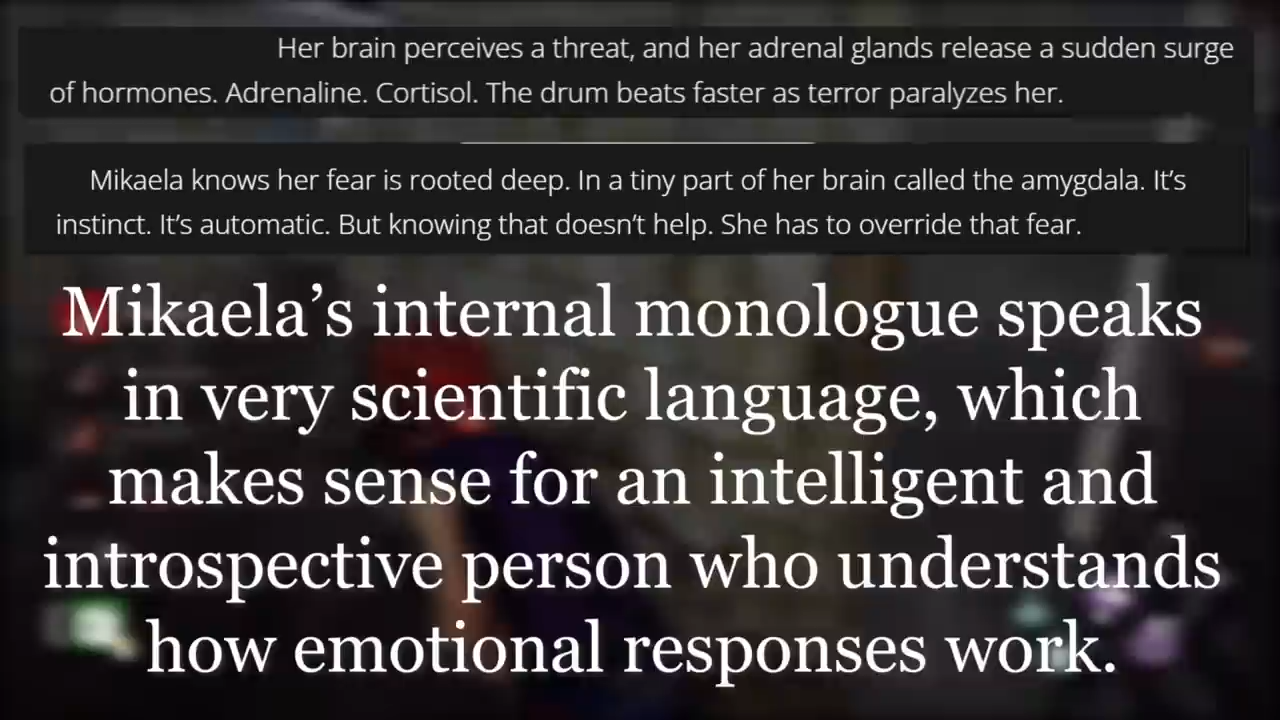 Her brain perceives a threat, and her adrenal glands release a sudden surge
of hormones. Adrenaline. Cortisol. The drum beats faster as terror paralyzes her.
Mikaela knows her fear is rooted deep. In a tiny part of her brain called the amygdala. It’s
instinct. It’s automatic. But knowing that doesn’t help. She has to override that fear.
Mikaela’s internal monologue speaks
in very scientific language, which
makes sense for an intelligent and
introspective person who understands
how emotional responses work.